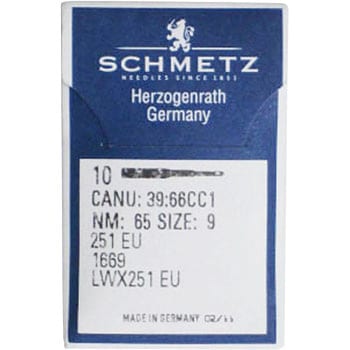 SCHMETZ
NEEDLES SINCE 1851
Herzogenrath
Germany
10
CANU: 39:66CC1
NM: 65 SIZE: 9
251 EU
1669
LWX251 EU
MADE IN GERMANY 02/11